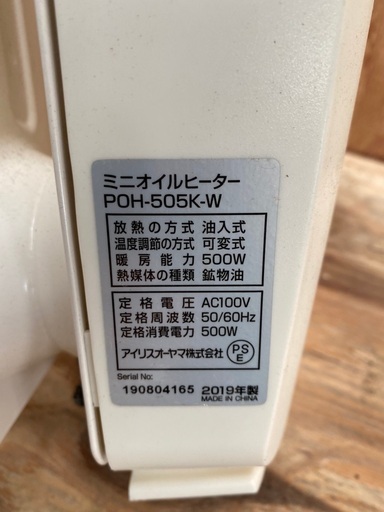 ミニオイルヒーター
POH-505K-W
放熱の方式 油入式
温度調節の方式 可変式
暖房能力 500W
熱媒体の種類 鉱物油
定格電圧 AC100V
定格周波数 50/60Hz
定格消費電力 500W
アイリスオーヤマ株式会社 PSE
Serial No:
190804165 2019年製
MADE IN CHINA